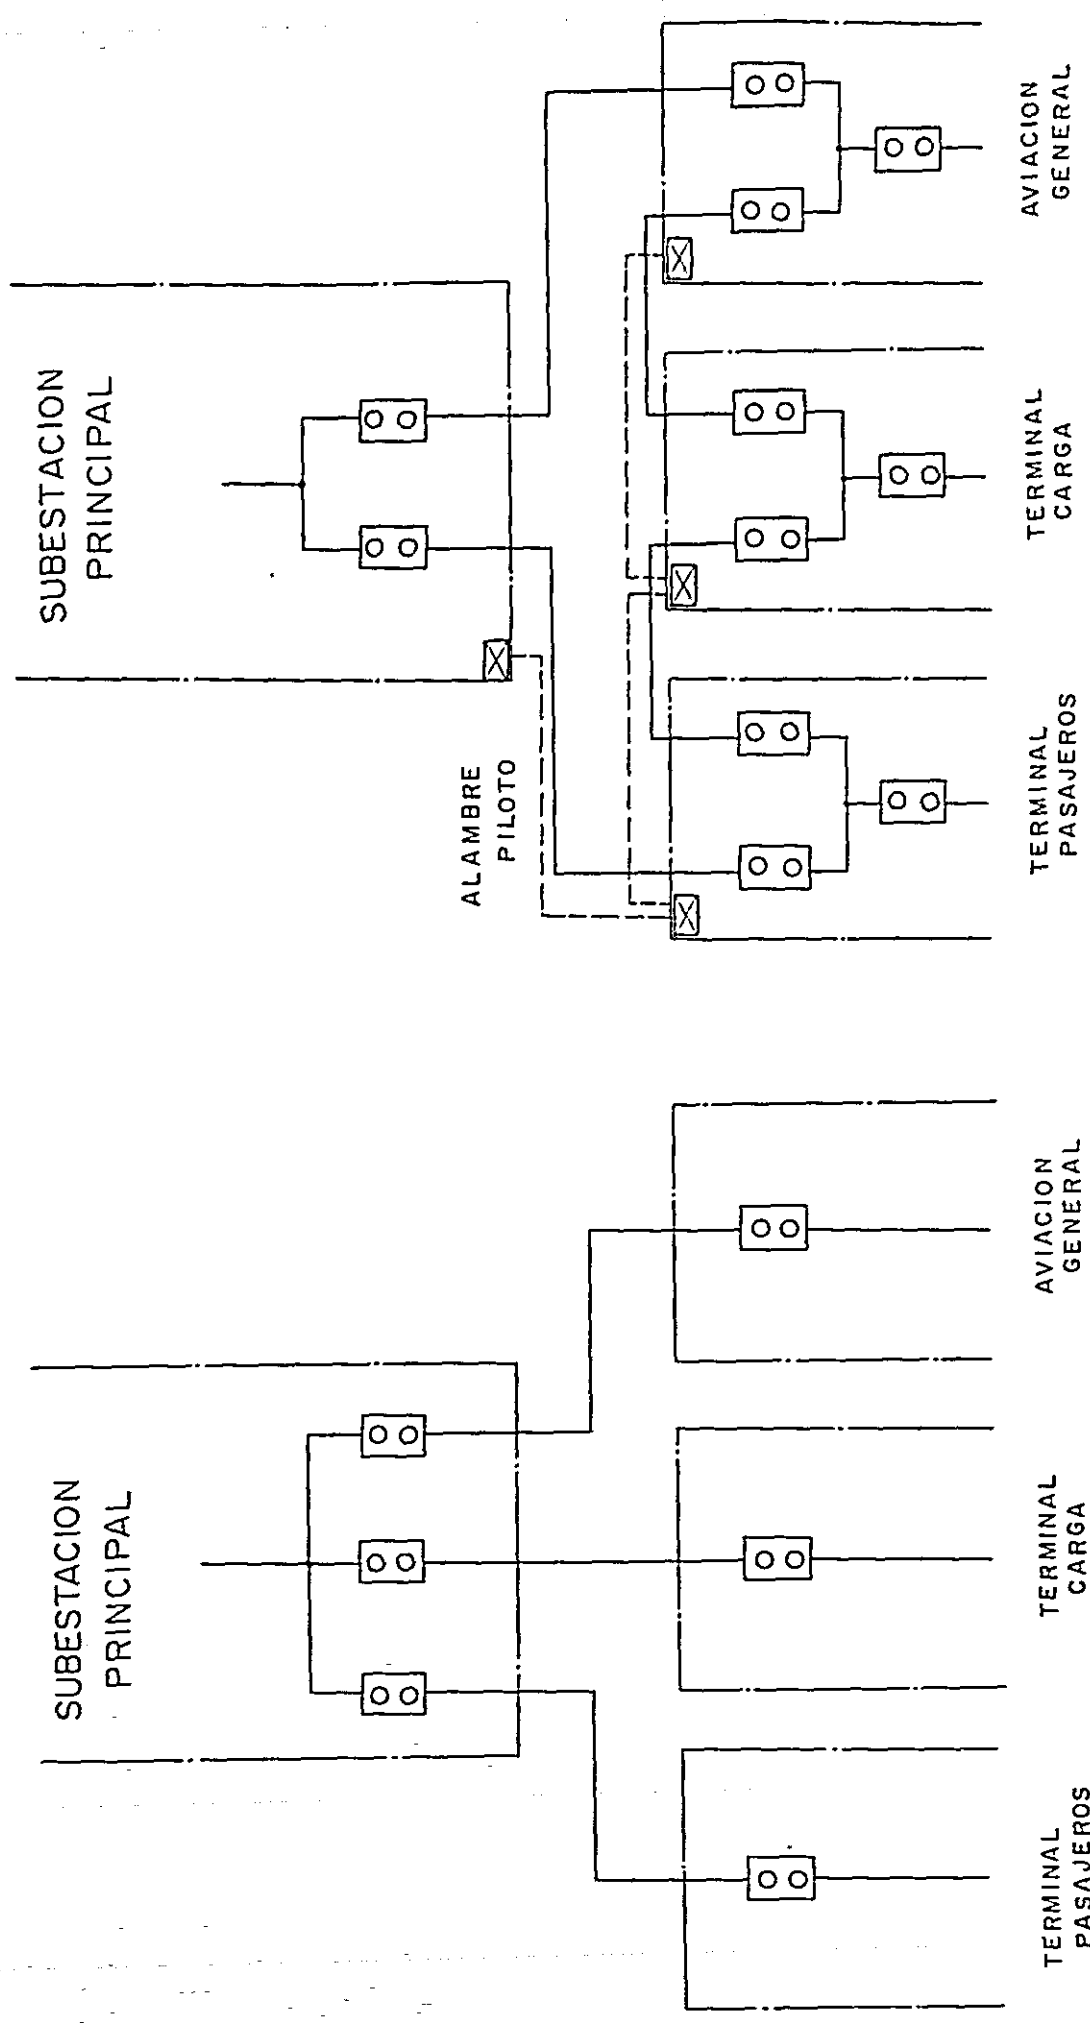 SUBESTACION
PRINCIPAL
TERMINAL
PASAJEROS
TERMINAL
CARGA
AVIACION
GENERAL
SUBESTACION
PRINCIPAL
ALAMBRE
PILOTO
TERMINAL
PASAJEROS
TERMINAL
CARGA
AVIACION
GENERAL